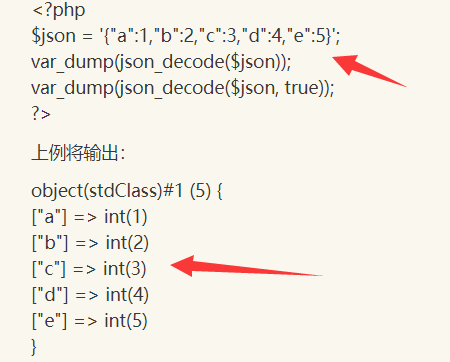 <?php
$json = '{"a":1,"b":2,"c":3,"d":4,"e":5}';
var_dump(json_decode($json));
var_dump(json_decode($json, true));
?>
上例将输出：
object(stdClass)#1 (5) {
["a"] => int(1)
["b"] => int(2)
["c"] => int(3)
["d"] => int(4)
["e"] => int(5)
}